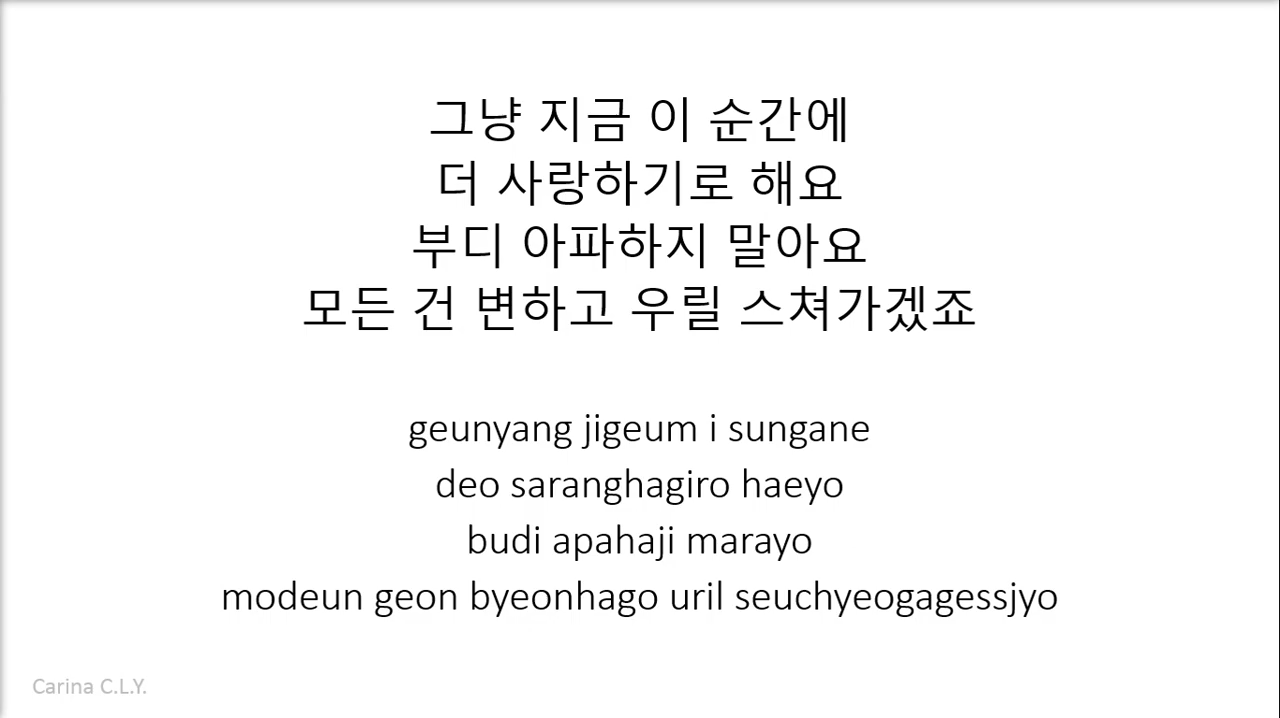 그냥 지금 이 순간에
더 사랑하기로 해요
부디 아파하지 말아요
모든 건 변하고 우릴 스쳐가겠죠
geunyang jigeum i sungane
deo saranghagiro haeyo
budi apahaji marayo
modeun geon byeonhago uril seuchyeogagessjyo
Carina C.L.Y.